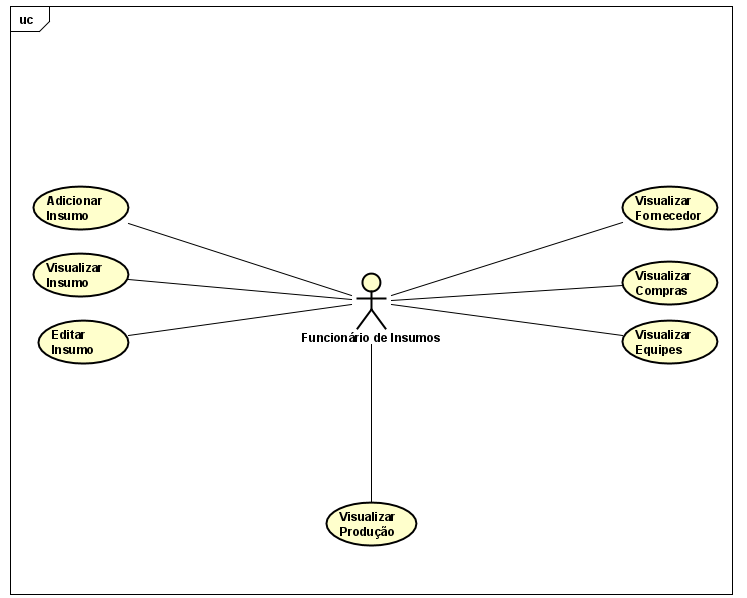 uc
Adicionar
Insumo
Visualizar
Insumo
Editar
Insumo
Funcionário de Insumos
Visualizar
Fornecedor
Visualizar
Compras
Visualizar
Equipes
Visualizar
Produção